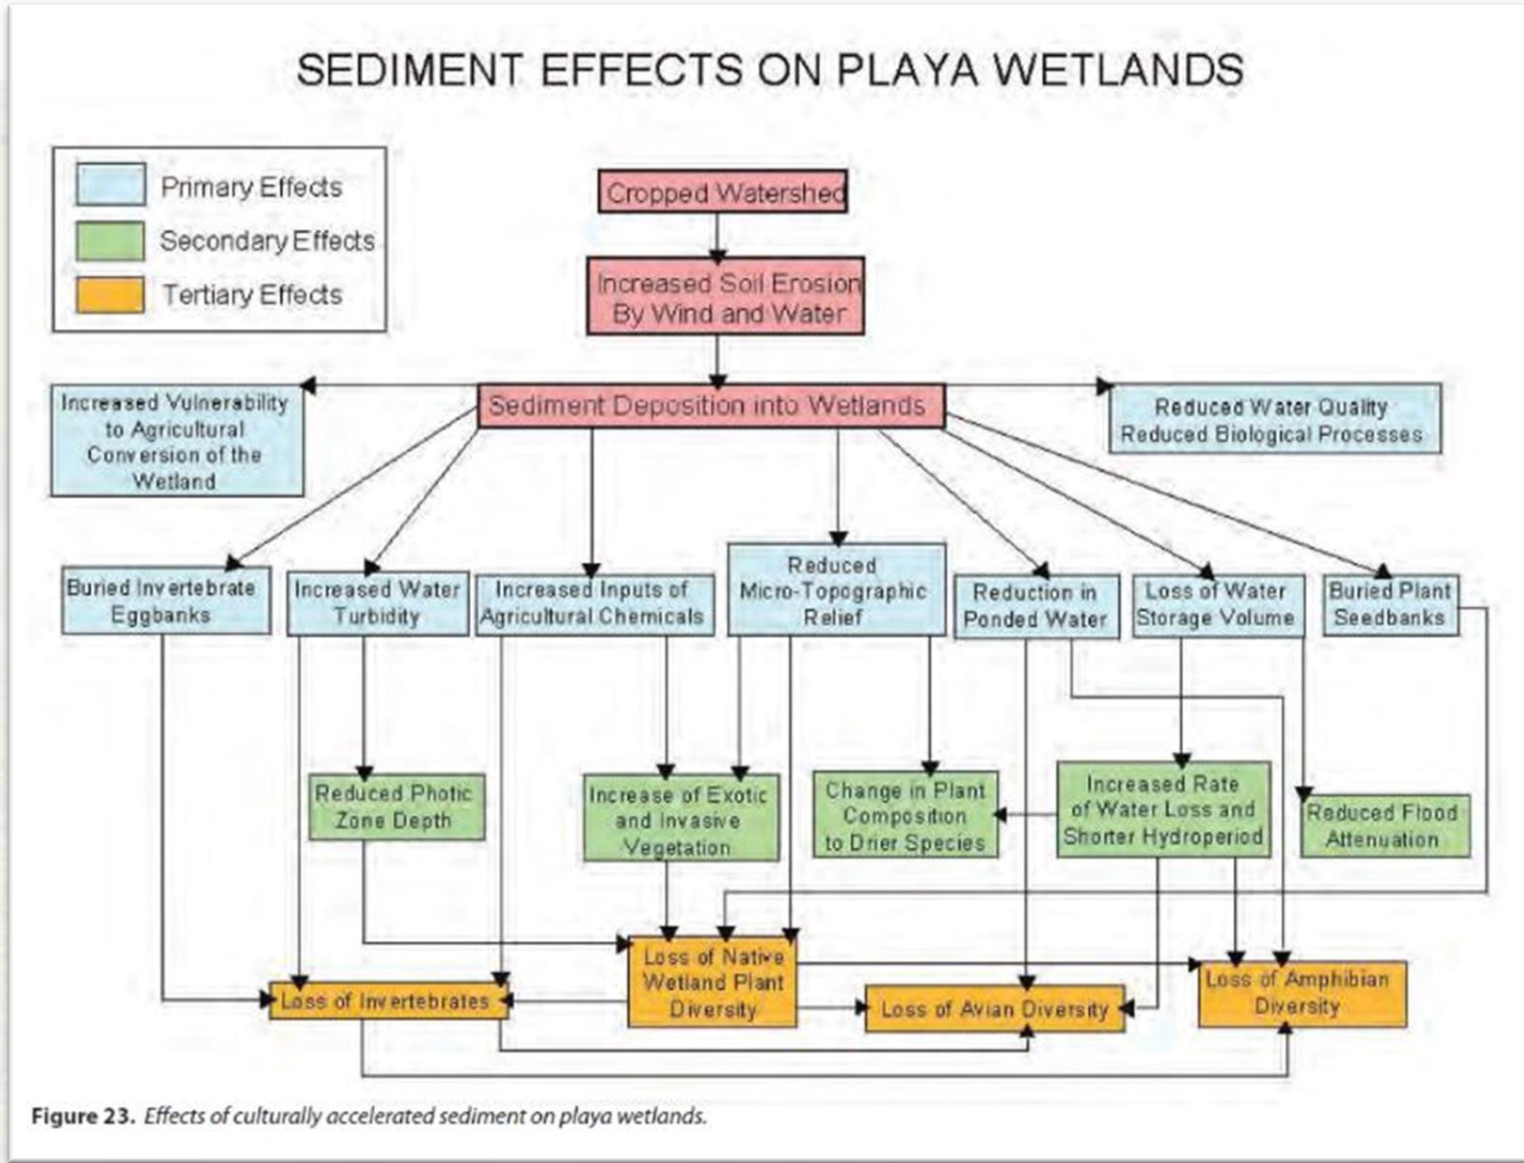 SEDIMENT EFFECTS ON PLAYA WETLANDS
Primary Effects
Secondary Effects
Tertiary Effects
Cropped Watershed
Increased Soil Erosion
By Wind and Water
Sediment Deposition into Wetlands
Increased Vulnerability
to Agricultural
Conversion of the
Wetland
Reduced Water Quality
Reduced Biological Processes
Buried Invertebrate
Eggbanks
Increased Water
Turbidity
Increased Inputs of
Agricultural Chemicals
Reduced
Micro-Topographic
Relief
Reduction in
Ponded Water
Loss of Water
Storage Volume
Buried Plant
Seedbanks
Reduced Photic
Zone Depth
Increase of Exotic
and Invasive
Vegetation
Change in Plant
Composition
to Drier Species
Increased Rate
of Water Loss and
Shorter Hydroperiod
Reduced Flood
Attenuation
Loss of Invertebrates
Loss of Native
Wetland Plant
Diversity
Loss of Avian Diversity
Loss of Amphibian
Diversity
Figure 23. Effects of culturally accelerated sediment on playa wetlands.